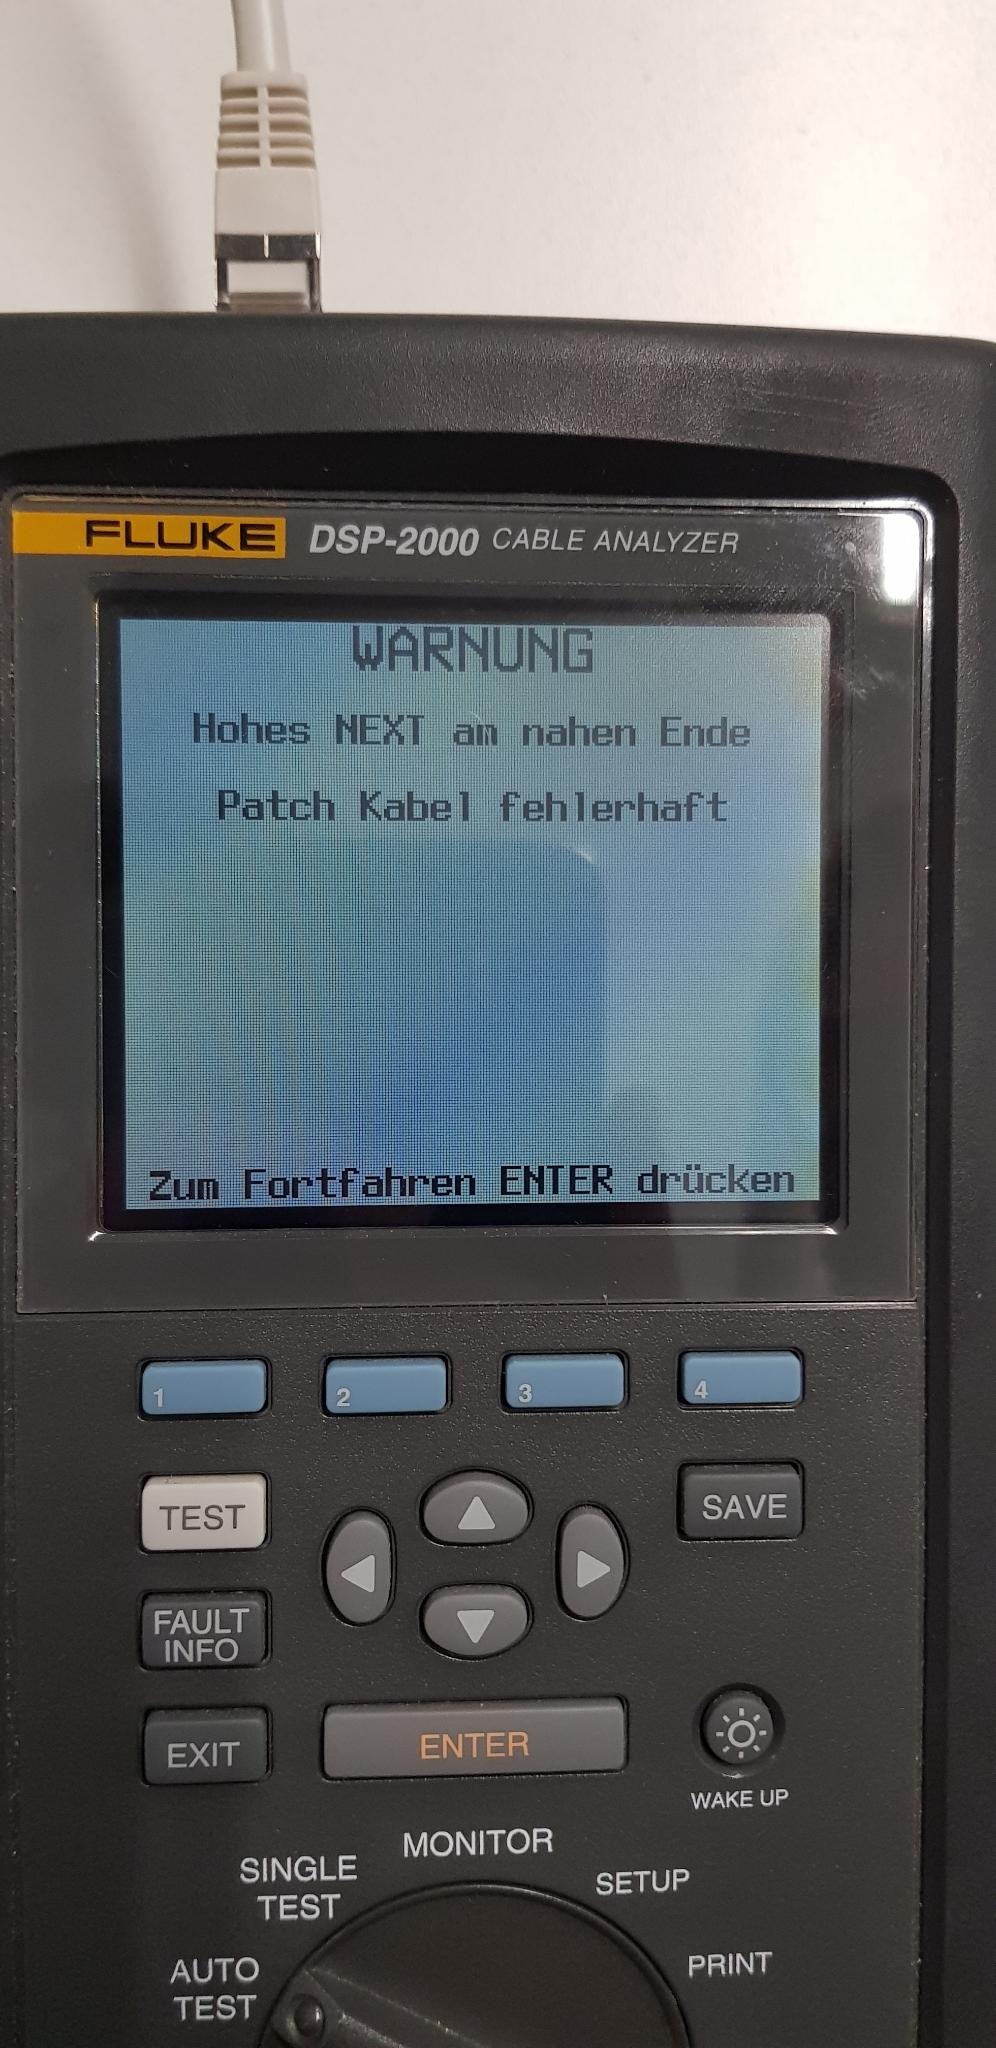 FLUKE DSP-2000 CABLE ANALYZER
WARNUNG
Hohes NEXT am nahen Ende
Patch Kabel fehlerhaft
Zum Fortfahren ENTER drücken
1 2 3 4
TEST
SAVE
FAULT
INFO
EXIT
ENTER
WAKE UP
MONITOR
SINGLE
TEST
SETUP
AUTO
TEST
PRINT